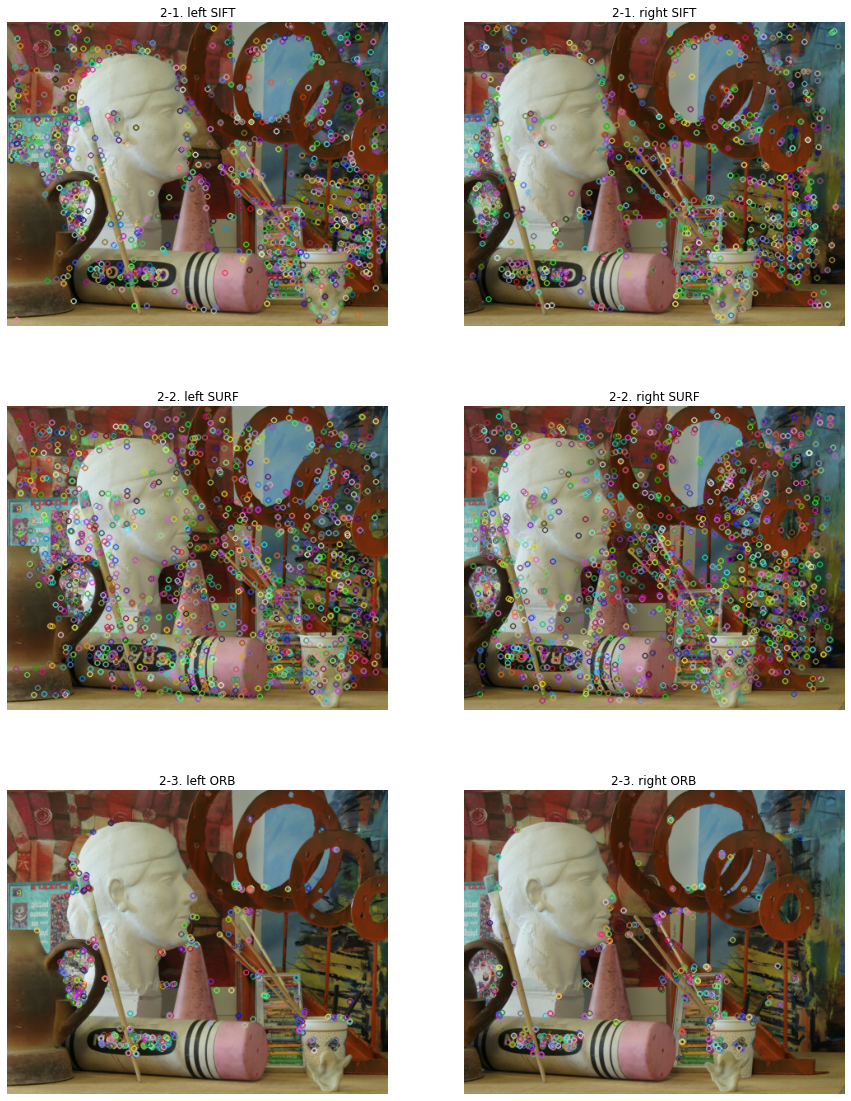 2-1. left SIFT
2-1. right SIFT
2-2. left SURF
2-2. right SURF
2-3. left ORB
2-3. right ORB